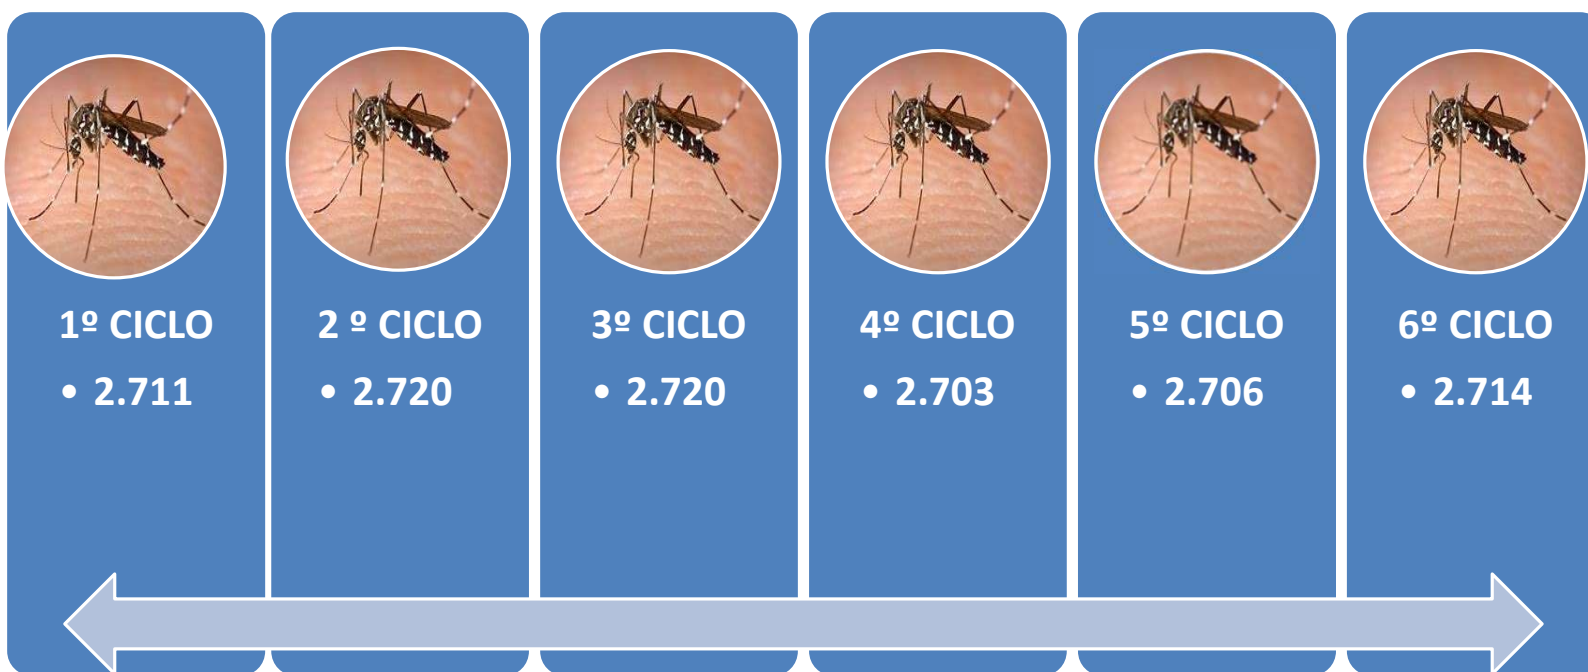 1º CICLO
• 2.711
2 º CICLO
• 2.720
3º CICLO
• 2.720
4º CICLO
• 2.703
5º CICLO
• 2.706
6º CICLO
• 2.714